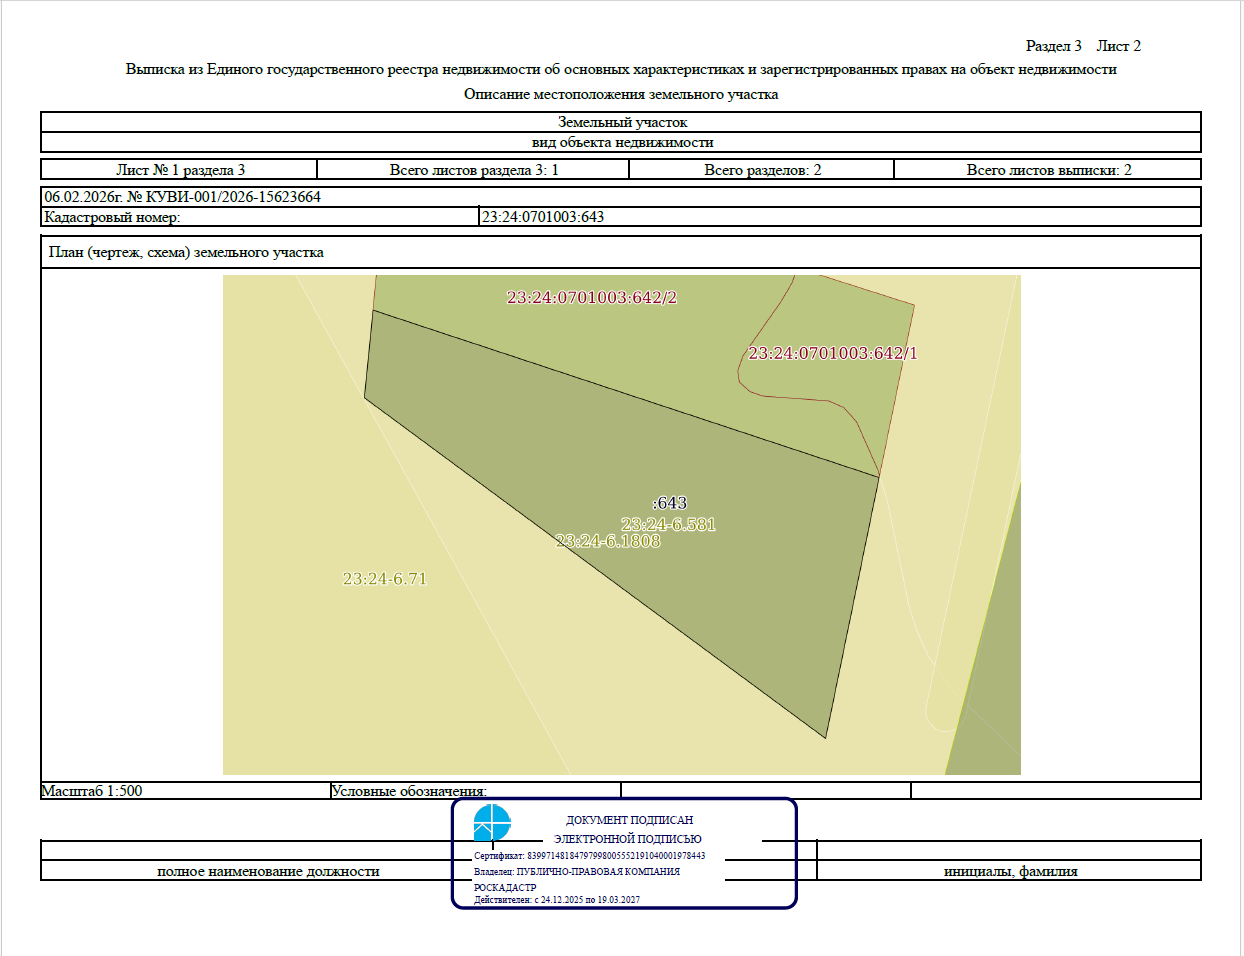 Раздел 3 Лист 2
Выписка из Единого государственного реестра недвижимости об основных характеристиках и зарегистрированных правах на объект недвижимости
Описание местоположения земельного участка
Земельный участок
вид объекта недвижимости
Лист № 1 раздела 3 Всего листов раздела 3: 1 Всего разделов: 2 Всего листов выписки: 2
06.02.2026г. № КУВИ-001/2026-15623664
Кадастровый номер: 23:24:0701003:643
План (чертеж, схема) земельного участка
23:24:0701003:642/2
23:24:0701003:642/1
:643
23:24-6.581
23:24-6.1808
23:24-6.71
Масштаб 1:500 Условные обозначения:
ДОКУМЕНТ ПОДПИСАН
ЭЛЕКТРОННОЙ ПОДПИСЬЮ
Сертификат: 83997148184797998005552191040001978443
Владелец: ПУБЛИЧНО-ПРАВОВАЯ КОМПАНИЯ
РОСКАДАСТР
Действителен: с 24.12.2025 по 19.03.2027
полное наименование должности инициалы, фамилия